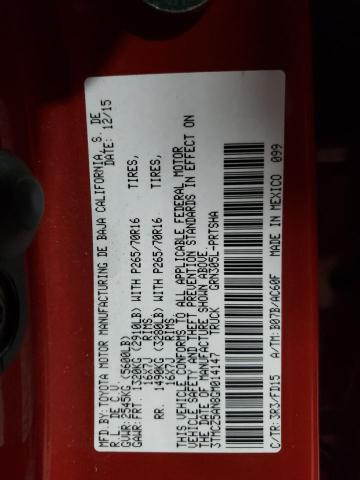 MFD.BY:TOYOTA MOTOR MANUFACTURING DE BAJA CALIFORNIA, S. DE
R.L. DE C.V. DATE: 12/15
GVWR: 2545KG (5600LB)
GAWR: FRT. 1320KG (2910LB) WITH P265/70R16 TIRES,
16X7J RIMS.
RR. 1490KG (3280LB) WITH P265/70R16 TIRES,
16X7J RIMS.
THIS VEHICLE CONFORMS TO ALL APPLICABLE FEDERAL MOTOR
VEHICLE SAFETY AND THEFT PREVENTION STANDARDS IN EFFECT ON
DATE OF MANUFACTURE SHOWN ABOVE.
3TMCZ5AN8GM014147 TRUCK GRN305L-PRTSHA
C/TR: 3R3/FD15 A/TM: B07B/AC60F MADE IN MEXICO 099